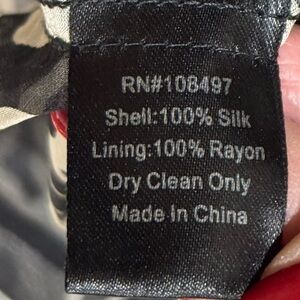 RN#108497
Shell:100% Silk
Lining:100% Rayon
Dry Clean Only
Made In China